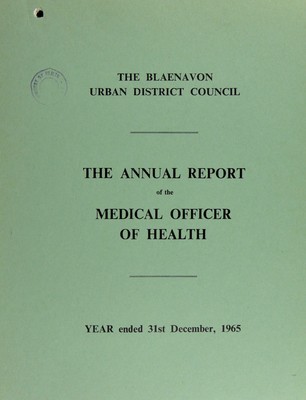 THE BLAENAVON
URBAN DISTRICT COUNCIL
THE ANNUAL REPORT
of the
MEDICAL OFFICER
OF HEALTH
YEAR ended 31st December, 1965